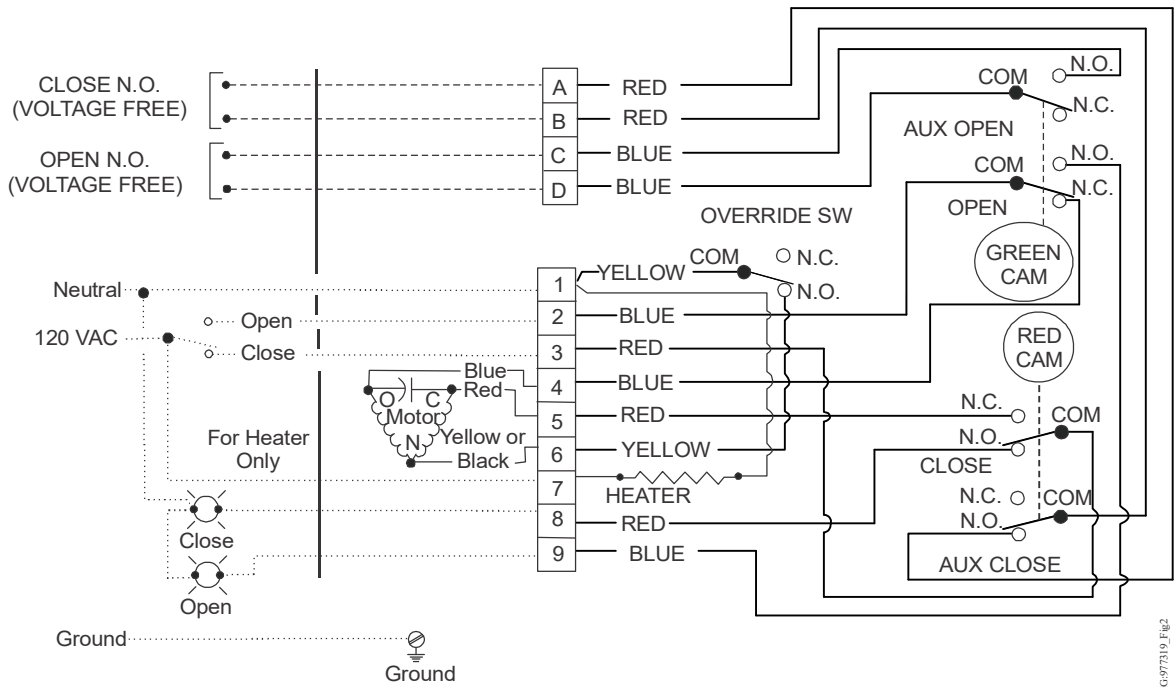 CLOSE N.O.
(VOLTAGE FREE)
OPEN N.O.
(VOLTAGE FREE)
A
RED
B
RED
C
BLUE
D
BLUE
COM
N.O.
N.C.
AUX OPEN
COM
N.O.
N.C.
OPEN
GREEN
CAM
OVERRIDE SW
COM
N.C.
N.O.
Neutral
120 VAC
Open
Close
1
YELLOW
2
BLUE
3
RED
4
BLUE
5
RED
6
YELLOW
7
HEATER
8
RED
9
BLUE
Blue
Red
O
C
Motor
N
Yellow or
Black
For Heater
Only
Close
Open
Ground
Ground
RED
CAM
N.C.
COM
N.O.
CLOSE
N.C.
COM
N.O.
AUX CLOSE
G:977319_Fig2